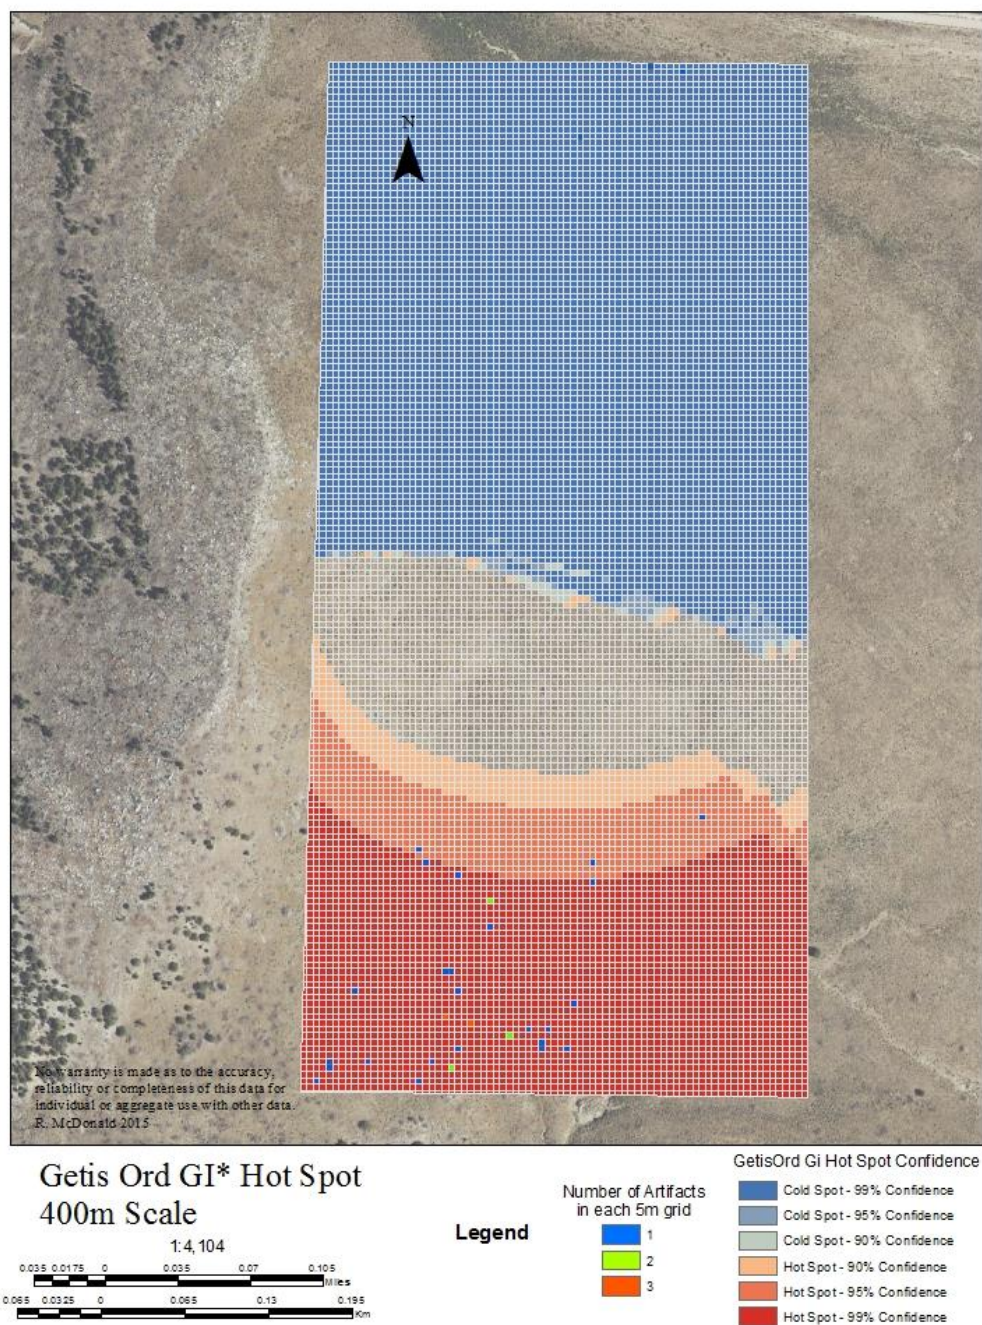 N
No warranty is made as to the accuracy,
reliability or completeness of this data for
individual or aggregate use with other data.
R. McDonald 2015
Getis Ord GI* Hot Spot
400m Scale
1:4,104
0.035 0.0175 0 0.035 0.07 0.105
Miles
0.065 0.0325 0 0.065 0.13 0.195
Km
Legend
Number of Artifacts
in each 5m grid
1
2
3
GetisOrd Gi Hot Spot Confidence
Cold Spot - 99% Confidence
Cold Spot - 95% Confidence
Cold Spot - 90% Confidence
Hot Spot - 90% Confidence
Hot Spot - 95% Confidence
Hot Spot - 99% Confidence